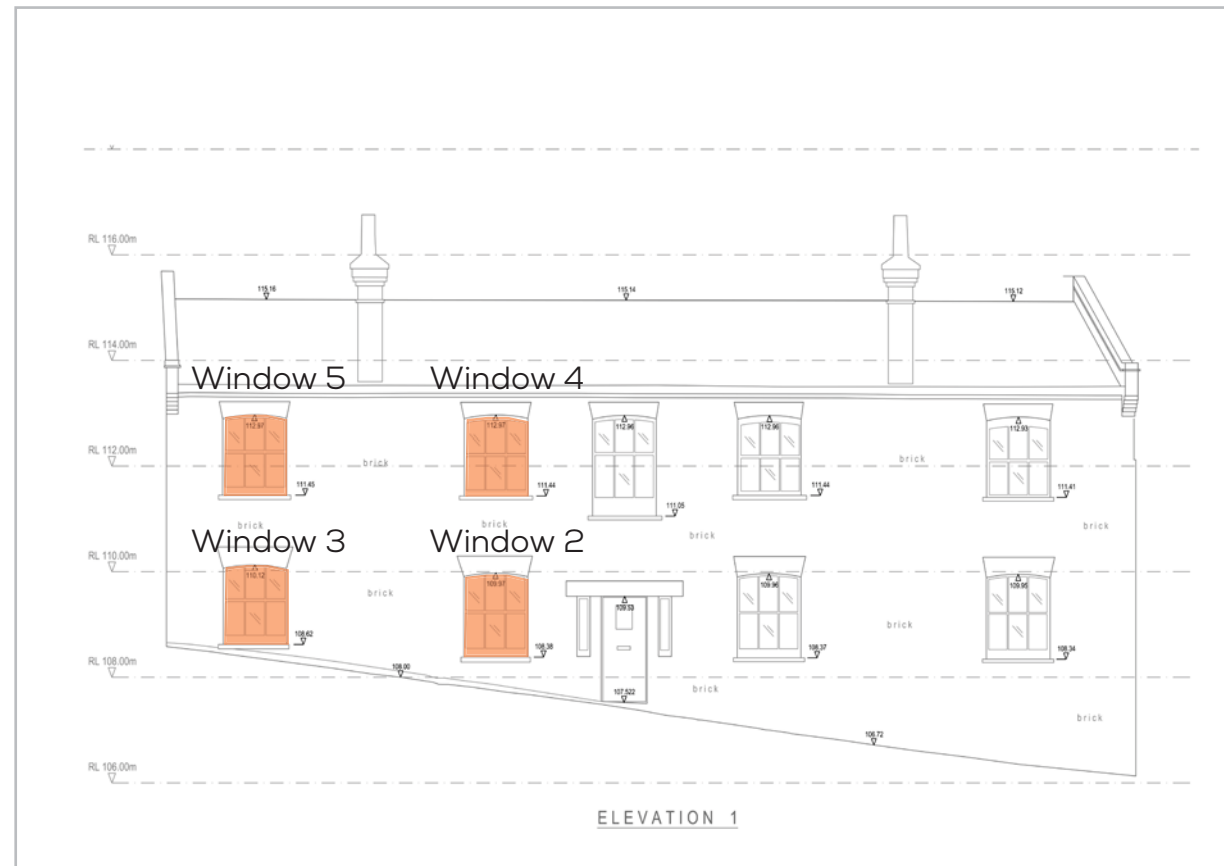 RL 116.00m
115.16 115.14 115.12
RL 114.00m
Window 5 Window 4
112.97 112.97 112.96 112.96 112.93
RL 112.00m
brick brick
111.45 111.44 111.44 111.41
111.05
brick brick brick
brick
Window 3 Window 2
RL 110.00m
110.12 109.97 109.96 109.95
brick
109.53
brick
108.62
108.38 108.37 108.34
RL 108.00m
108.00
brick
107.522
brick
106.72
RL 106.00m
ELEVATION 1